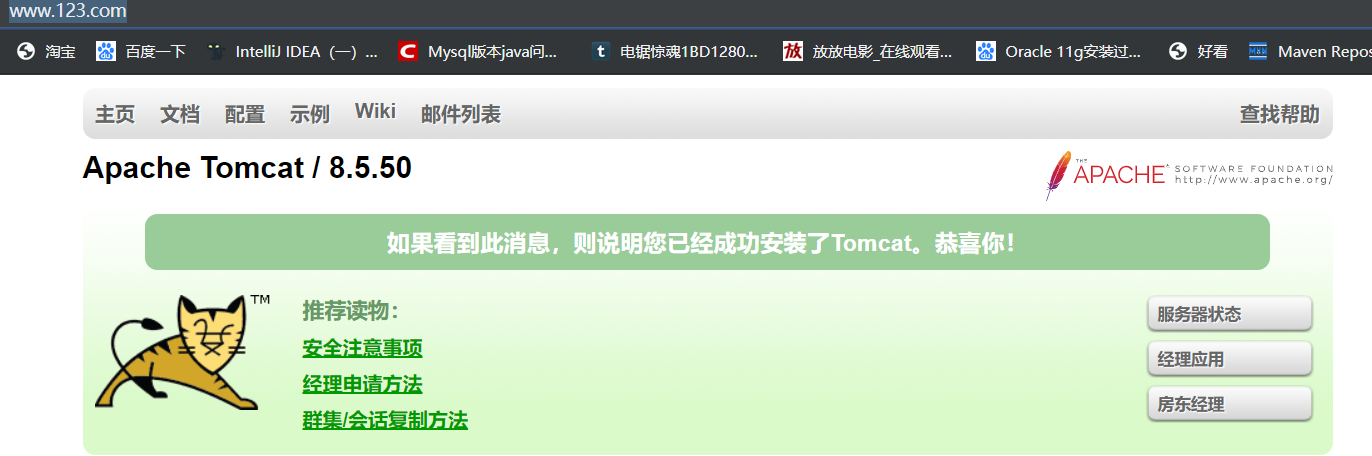 www.123.com
淘宝 百度一下 IntelliJ IDEA（一）... Mysql版本java问... 电锯惊魂1BD1280... 放放电影_在线观看... Oracle 11g安装过... 好看 Maven Repos
主页 文档 配置 示例 Wiki 邮件列表 查找帮助
Apache Tomcat / 8.5.50
THE APACHE SOFTWARE FOUNDATION
http://www.apache.org/
如果看到此消息，则说明您已经成功安装了Tomcat。恭喜你！
TM
推荐读物：
安全注意事项
经理申请方法
群集/会话复制方法
服务器状态
经理应用
房东经理